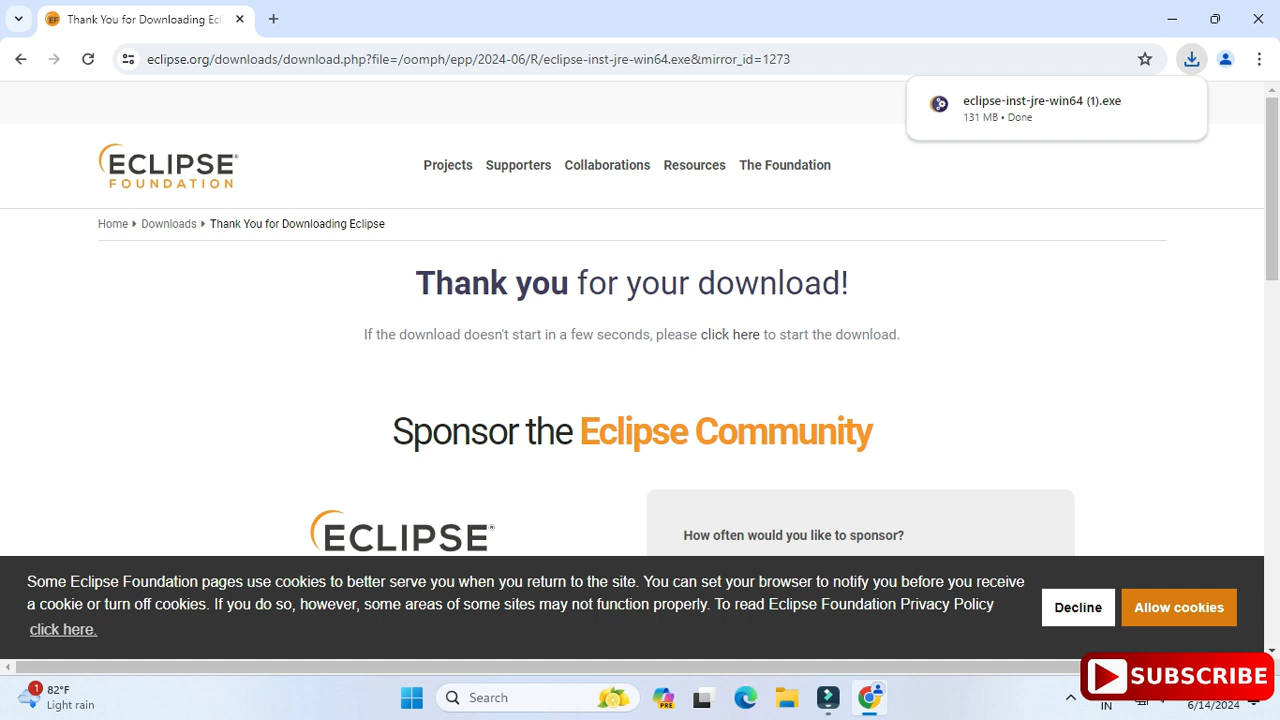 Thank You for Downloading Ecl
eclipse.org/downloads/download.php?file=/oomph/epp/2024-06R/eclipse-inst-jre-win64.exe&mirror_id=1273
eclipse-inst-jre-win64 (1).exe
131 MB • Done
ECLIPSE
FOUNDATION
Projects Supporters Collaborations Resources The Foundation
Home Downloads Thank You for Downloading Eclipse
Thank you for your download!
If the download doesn't start in a few seconds, please click here to start the download.
Sponsor the Eclipse Community
ECLIPSE®
How often would you like to sponsor?
Some Eclipse Foundation pages use cookies to better serve you when you return to the site. You can set your browser to notify you before you receive
a cookie or turn off cookies. If you do so, however, some areas of some sites may not function properly. To read Eclipse Foundation Privacy Policy
click here.
Decline
Allow cookies
SUBSCRIBE
1
82°F
Light rain
Search
PRE
IN
6/14/2024